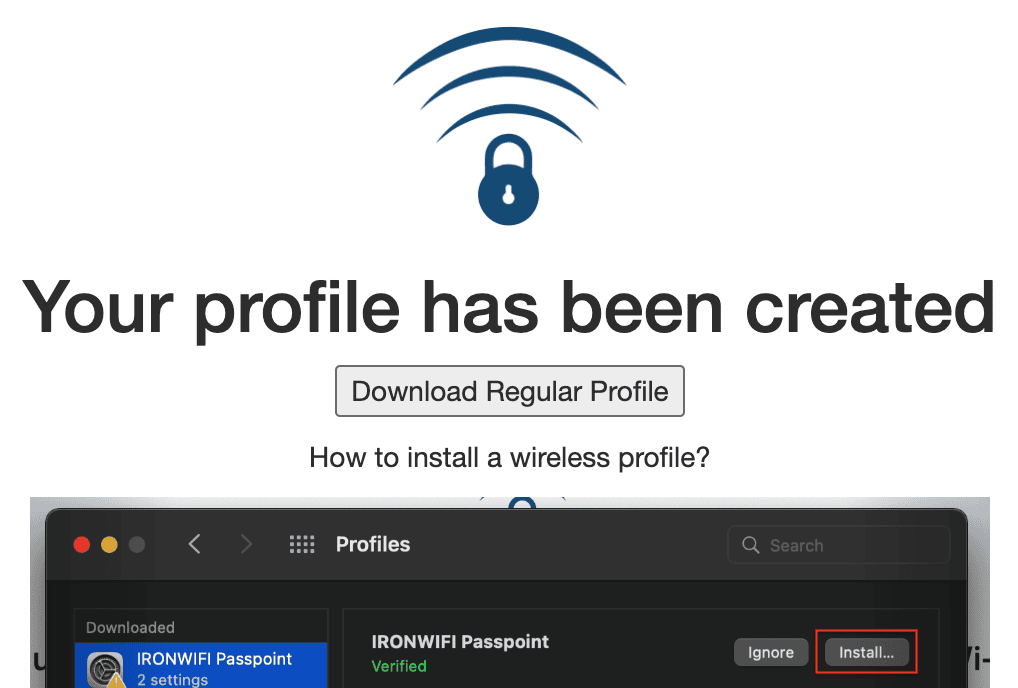 Your profile has been created
Download Regular Profile
How to install a wireless profile?
Profiles
Search
Downloaded
IRONWIFI Passpoint
2 settings
IRONWIFI Passpoint
Verified
Ignore
Install...